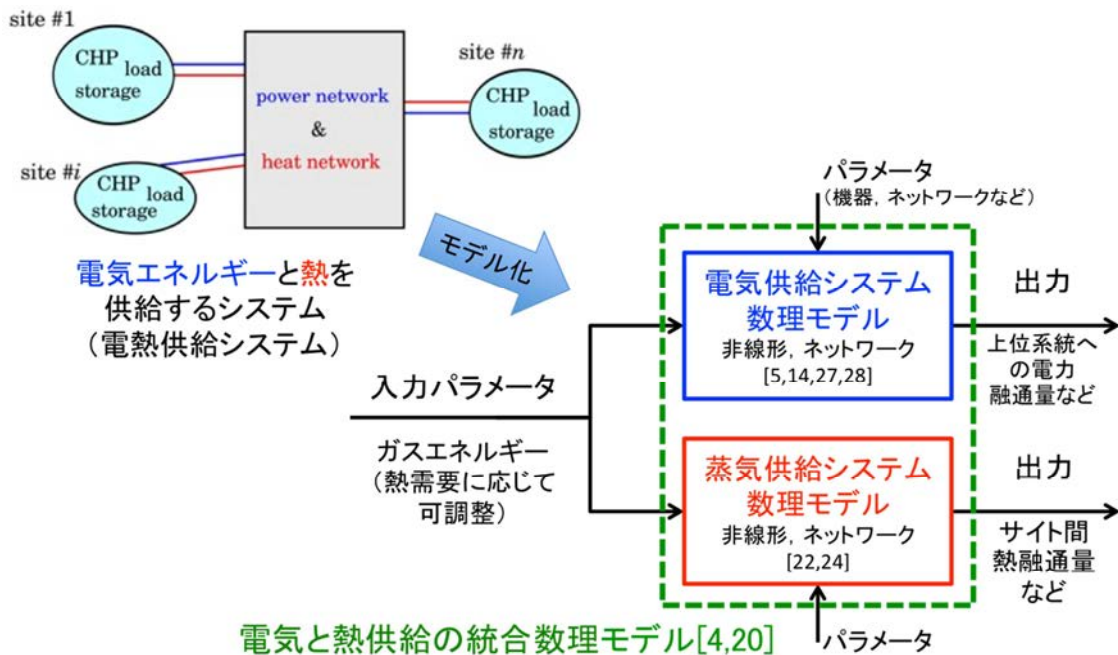 site #1
CHP
load
storage
site #i
CHP
load
storage
power network
&
heat network
site #n
CHP
load
storage
電気エネルギーと熱を
供給するシステム
（電熱供給システム）
モデル化
パラメータ
（機器，ネットワークなど）
入力パラメータ
ガスエネルギー
（熱需要に応じて
可調整）
電気供給システム
数理モデル
非線形，ネットワーク
[5,14,27,28]
出力
上位系統へ
の電力
融通量など
蒸気供給システム
数理モデル
非線形，ネットワーク
[22,24]
出力
サイト間
熱融通量
など
パラメータ
電気と熱供給の統合数理モデル[4,20]